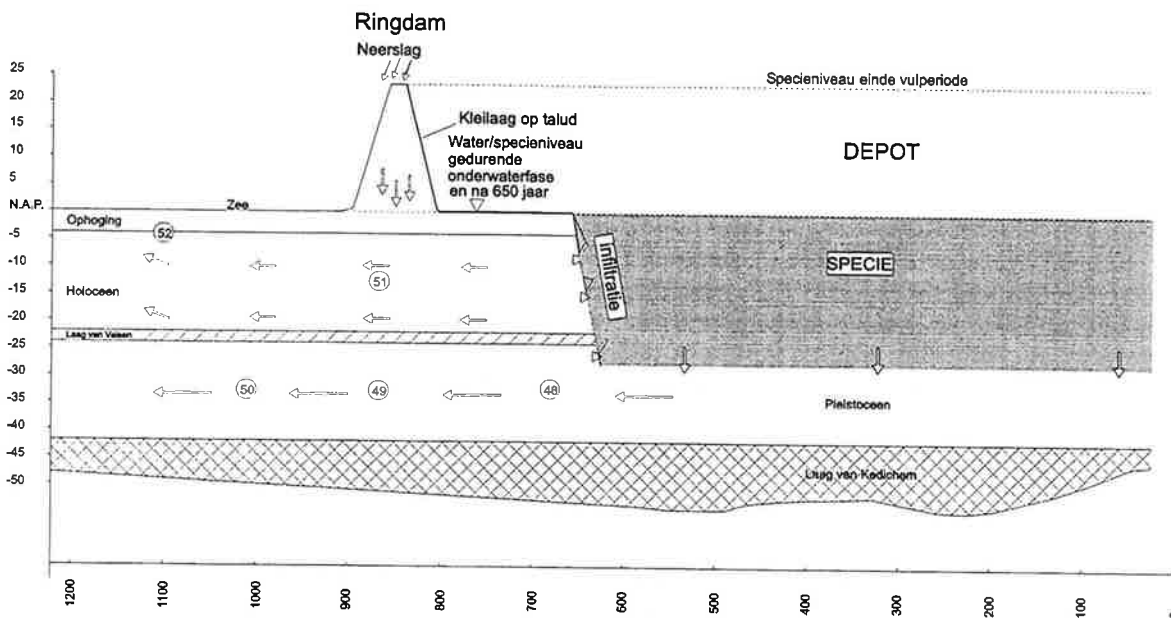 Ringdam
Neerslag
25
20
15
10
5
N.A.P.
-5
-10
-15
-20
-25
-30
-35
-40
-45
-50
Specieniveau einde vulperiode
Kleilaag op talud
Water/specieniveau
gedurende
onderwaterfase
en na 650 jaar
DEPOT
Zee
Ophoging
52
51
Holoceen
infiltratie
SPECIE
Laag van Velsen
50
49
48
Pleistoceen
Laag van Kedichem
1200
1100
1000
900
800
700
600
500
400
300
200
100